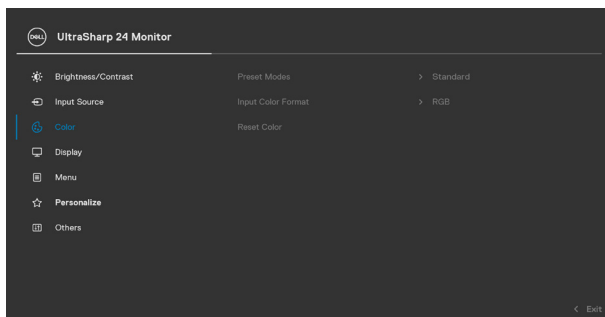 DELL UltraSharp 24 Monitor
Brightness/Contrast Preset Modes > Standard
Input Source Input Color Format > RGB
Color Reset Color
Display
Menu
Personalize
Others
< Exit